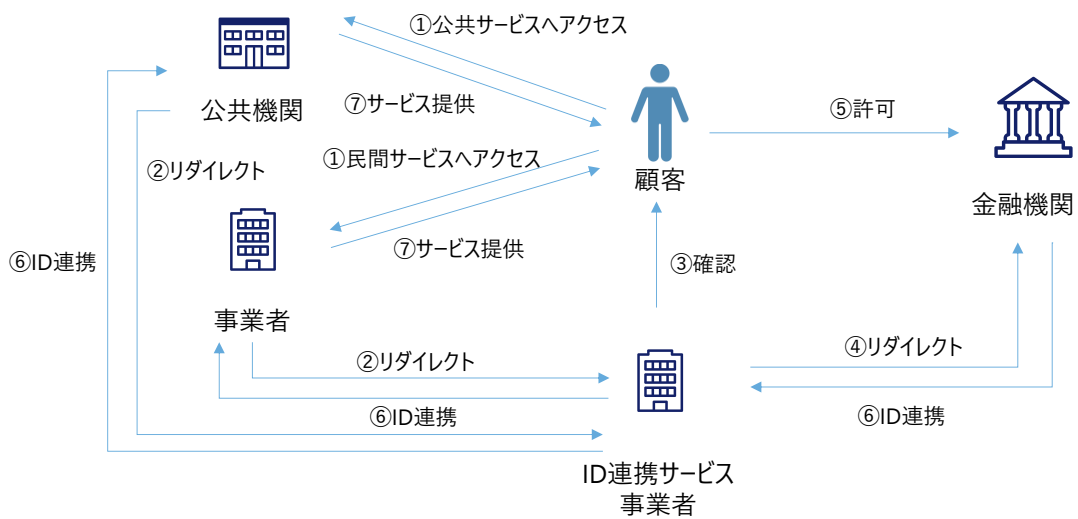 ①公共サービスへアクセス
公共機関
⑦サービス提供
⑤許可
①民間サービスへアクセス
②リダイレクト
顧客
金融機関
⑦サービス提供
⑥ID連携
③確認
事業者
②リダイレクト
④リダイレクト
⑥ID連携
⑥ID連携
ID連携サービス
事業者